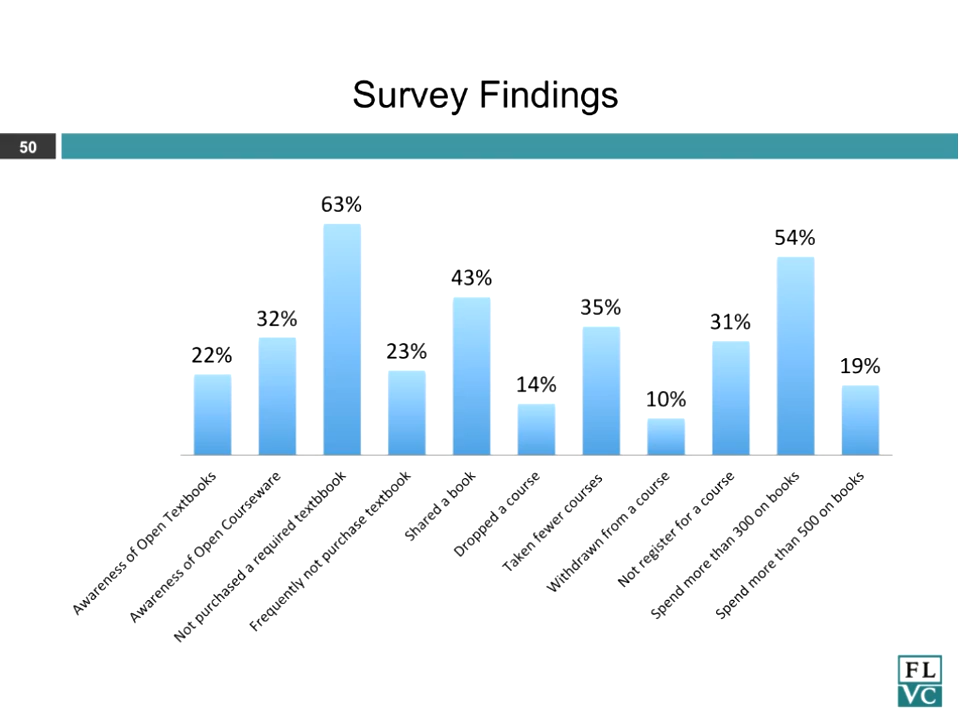 Survey Findings
50
63%
54%
43%
35%
32%
31%
23%
22%
19%
14%
10%
Awareness of Open Textbooks
Awareness of Open Courseware
Not purchased a required textbbook
Frequently not purchase textbook
Shared a book
Dropped a course
Taken fewer courses
Withdrawn from a course
Not register for a course
Spend more than 300 on books
Spend more than 500 on books
FL
VC